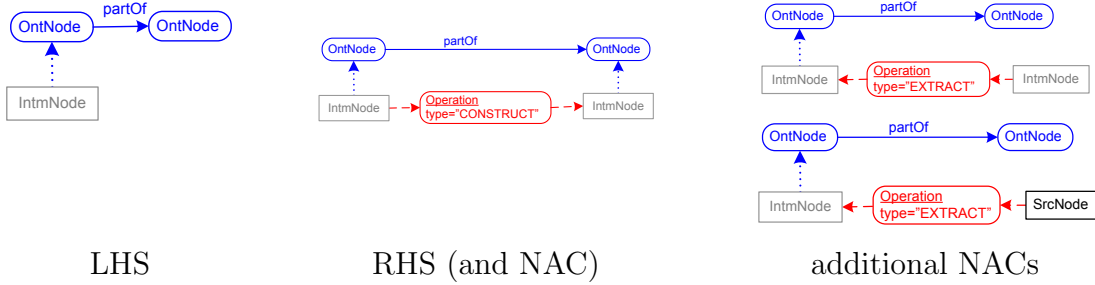 partOf
OntNode OntNode
IntmNode
LHS
partOf
OntNode OntNode
IntmNode Operation IntmNode
type="CONSTRUCT"
RHS (and NAC)
partOf
OntNode OntNode
IntmNode Operation IntmNode
type="EXTRACT"
partOf
OntNode OntNode
IntmNode Operation SrcNode
type="EXTRACT"
additional NACs